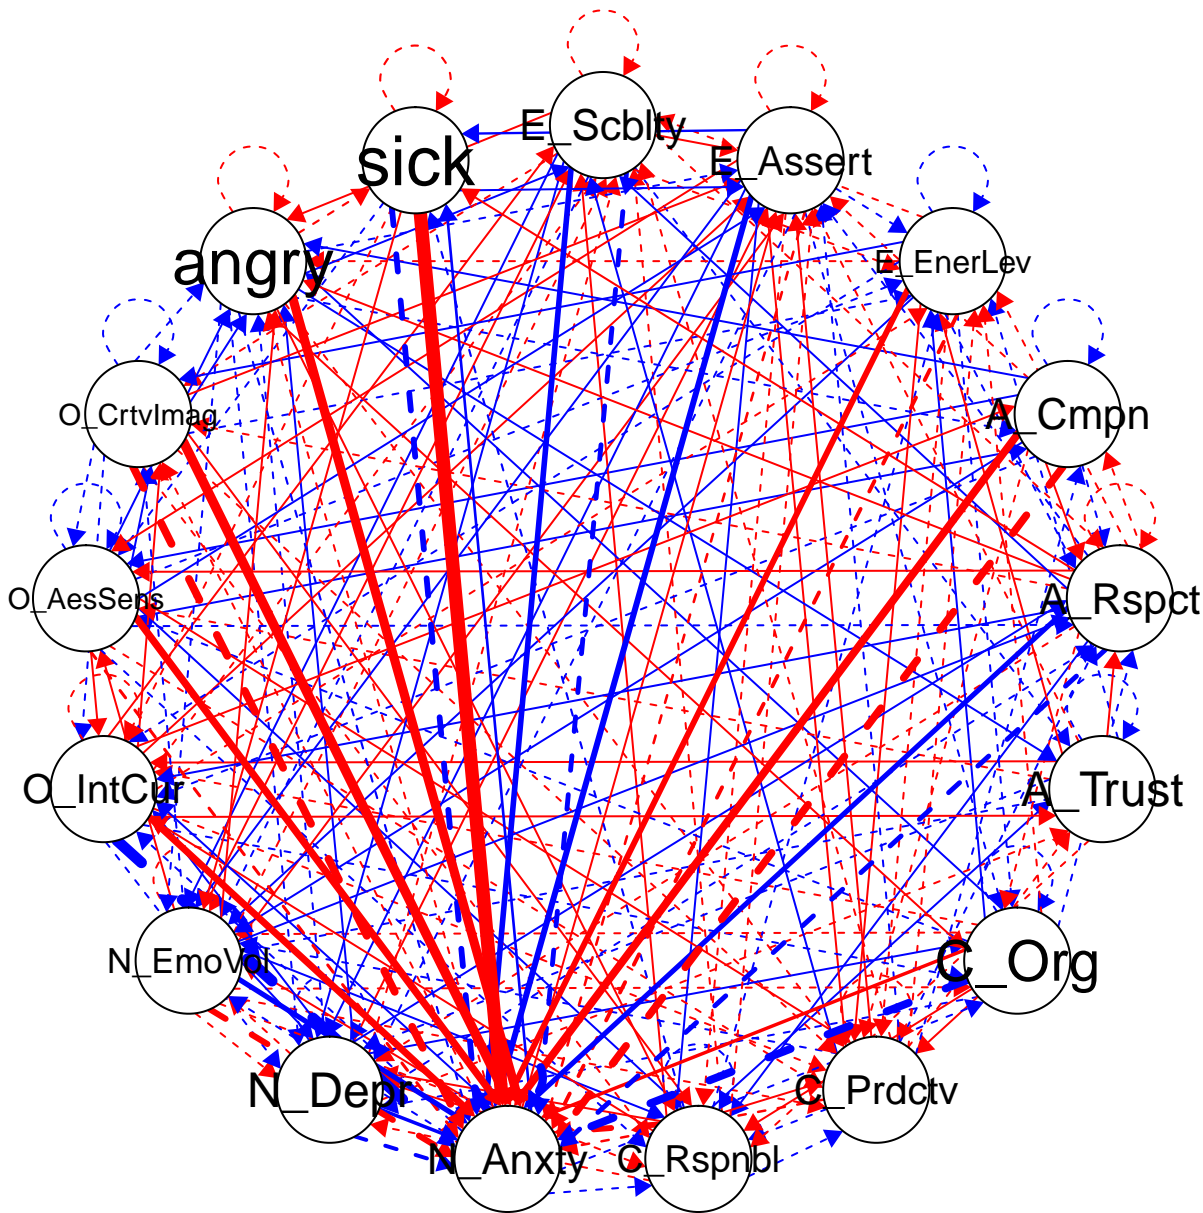 E_Scblty
sick
E_Assert
angry
E_EnerLev
O_CrtvImag
A_Cmpn
O_AesSens
A_Rspct
O_IntCur
A_Trust
N_EmoVol
C_Org
N_Depr
C_Prdctv
N_Anxty
C_Rspnbl